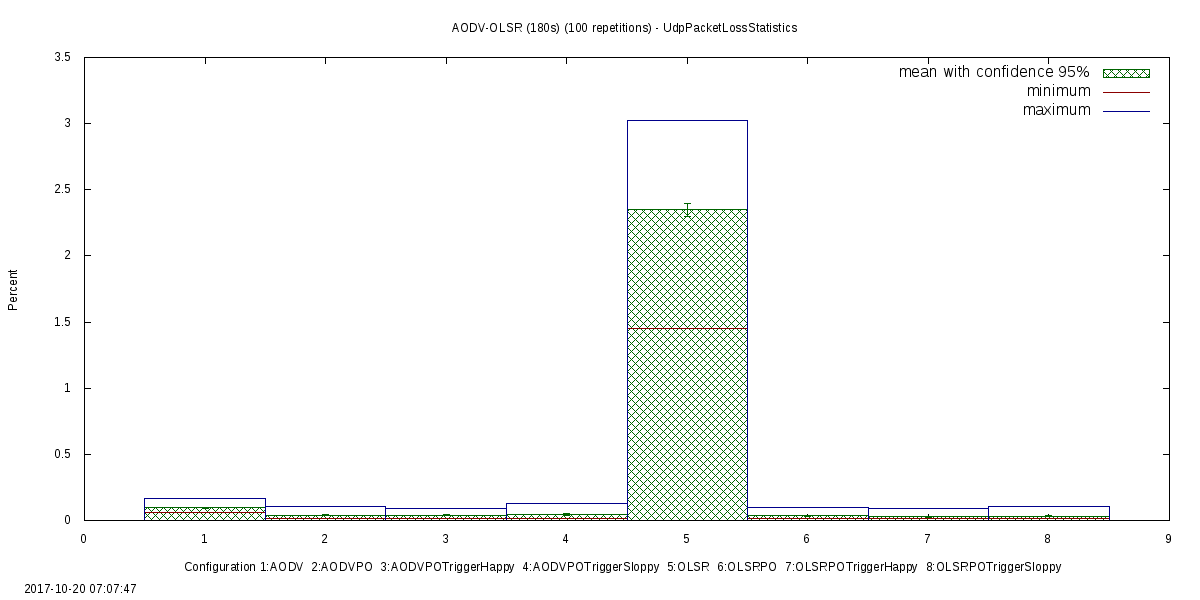 AODV-OLSR (180s) (100 repetitions) - UdpPacketLossStatistics
mean with confidence 95%
minimum
maximum
3.5
3
2.5
2
1.5
1
0.5
0
Percent
0 1 2 3 4 5 6 7 8 9
Configuration 1:AODV 2:AODVPO 3:AODVPOTriggerHappy 4:AODVPOTriggerSloppy 5:OLSR 6:OLSRPO 7:OLSRPOTriggerHappy 8:OLSRPOTriggerSloppy
2017-10-20 07:07:47